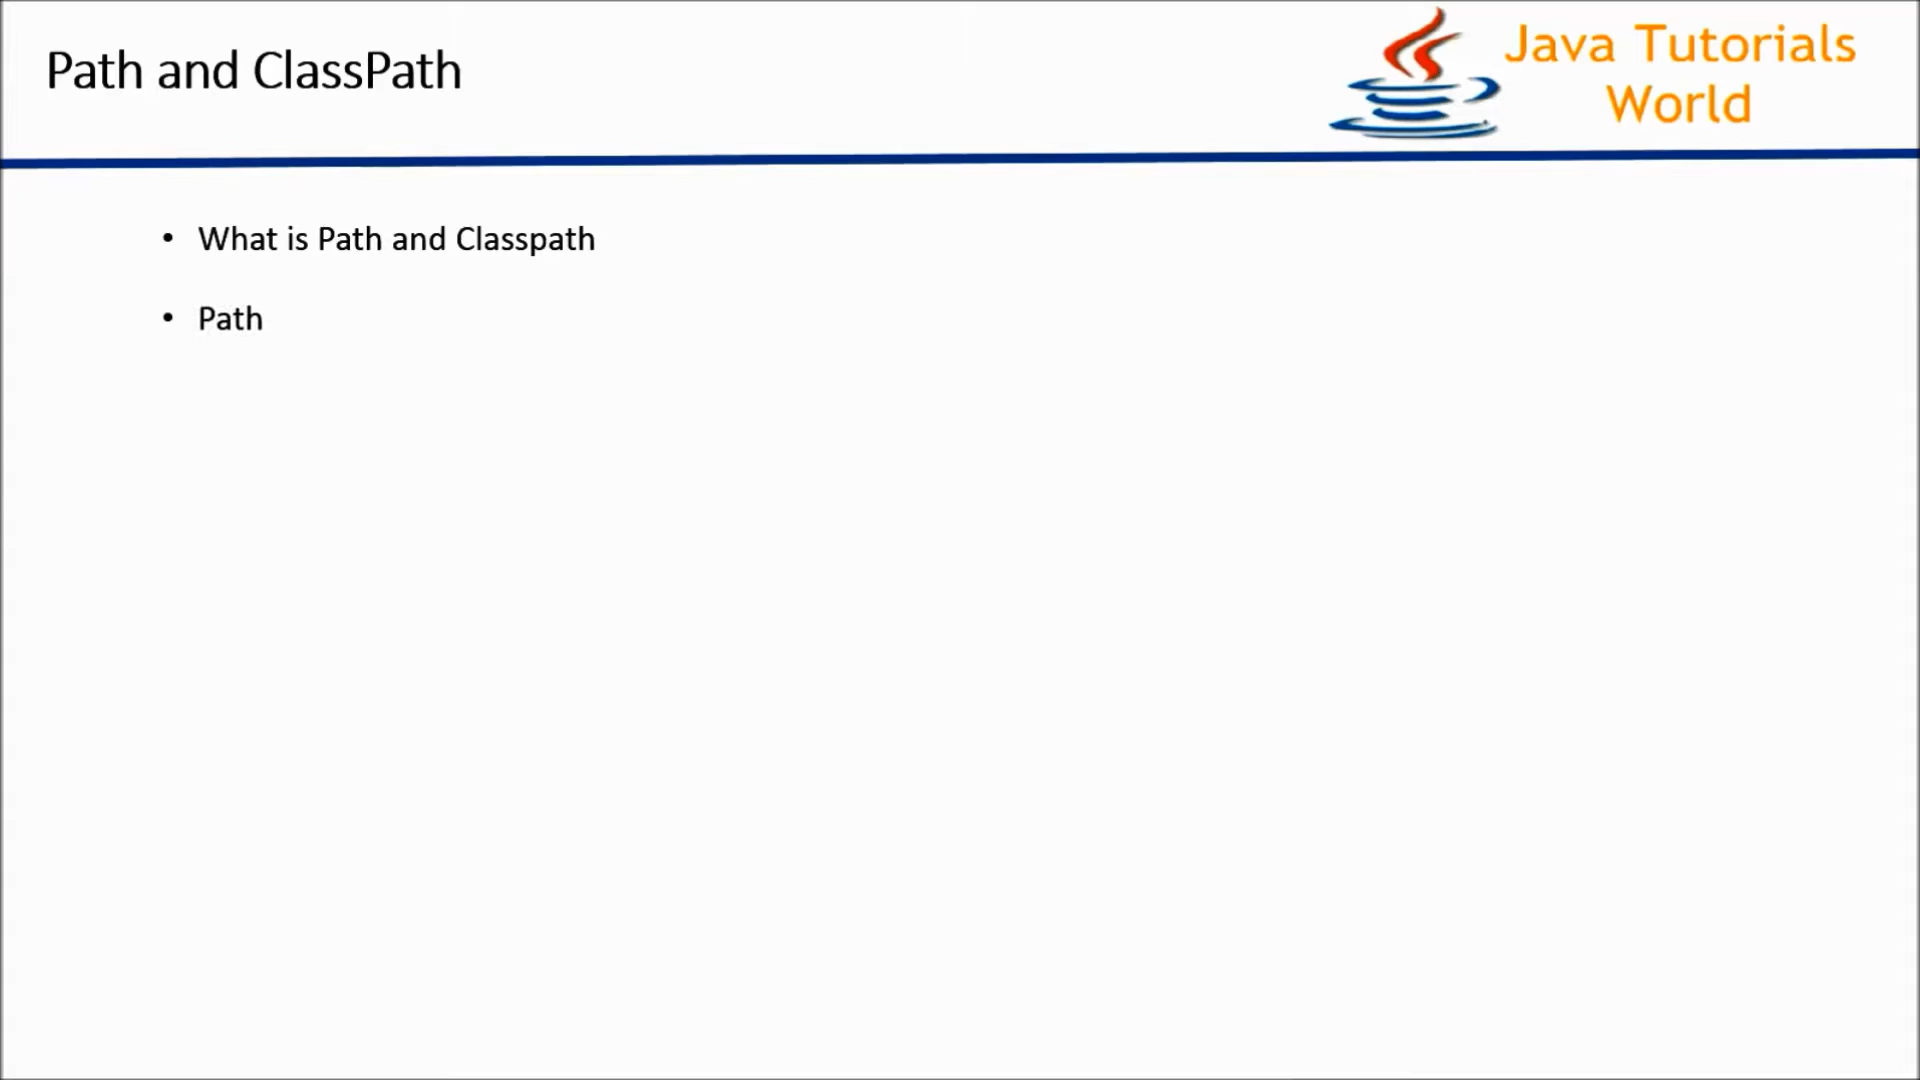 Path and ClassPath
Java Tutorials
World
• What is Path and Classpath
• Path